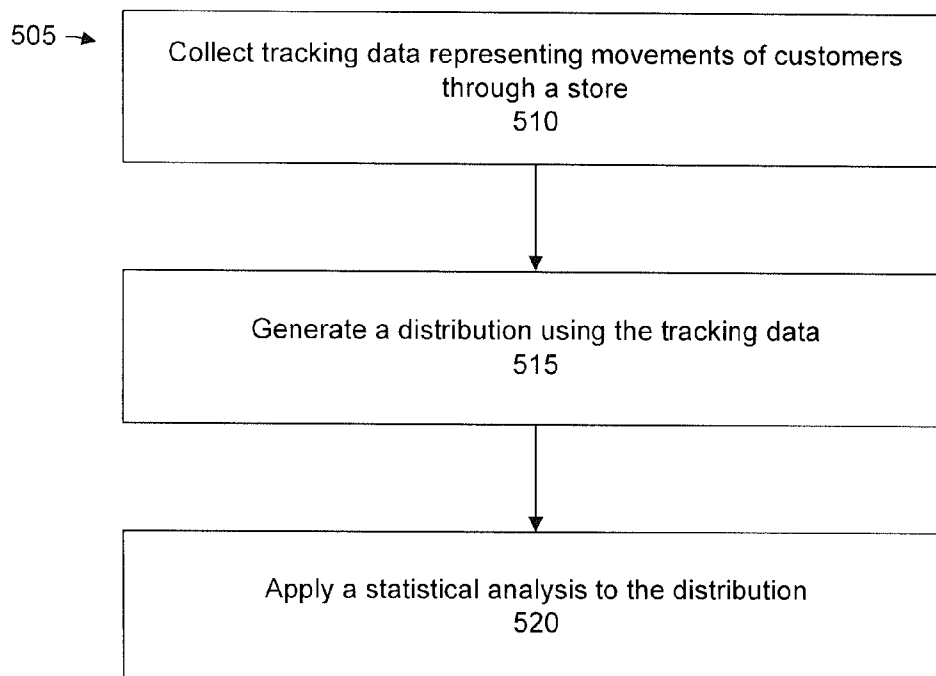 505
Collect tracking data representing movements of customers
through a store
510
Generate a distribution using the tracking data
515
Apply a statistical analysis to the distribution
520